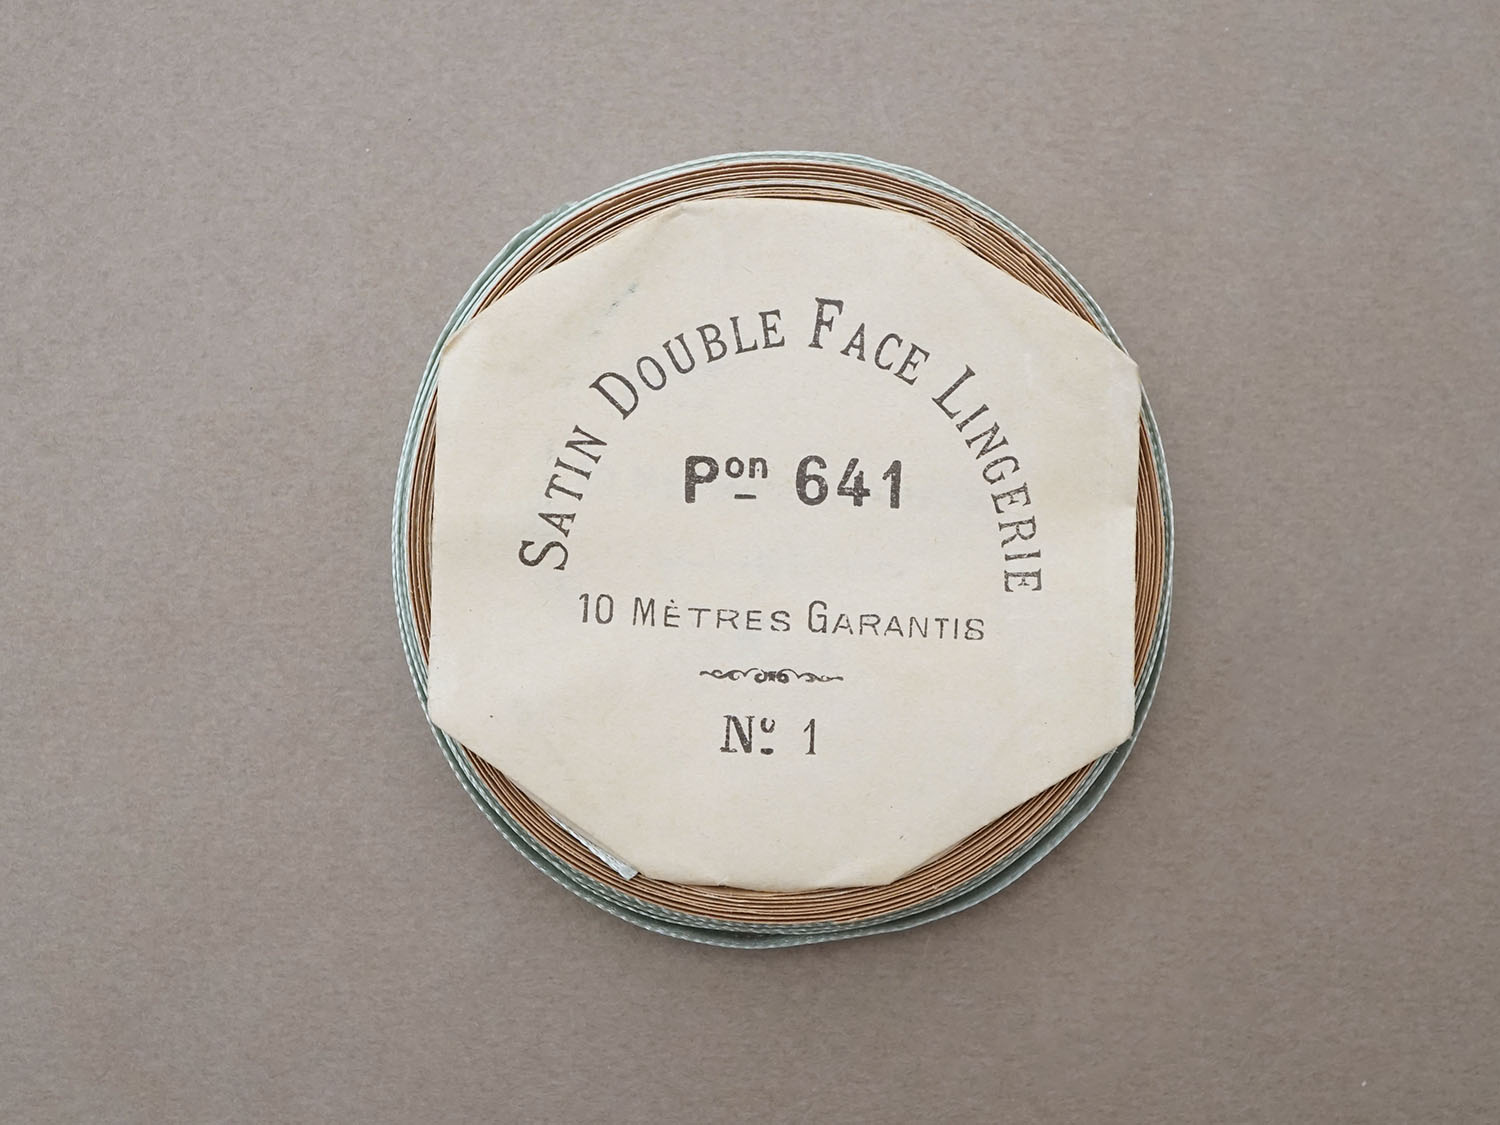 SATIN DOUBLE FACE LINGERIE
Pon 641
10 MÈTRES GARANTIS
No 1